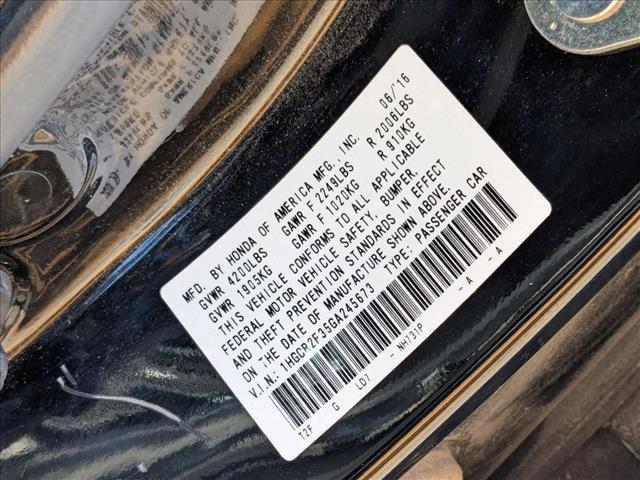 MFD. BY HONDA OF AMERICA MFG., INC. 06/16
GVWR 4200LBS GAWR F 2249LBS R 2006LBS
GVWR 1905KG GAWR F 1020KG R 910KG
THIS VEHICLE CONFORMS TO ALL APPLICABLE
FEDERAL MOTOR VEHICLE SAFETY, BUMPER,
AND THEFT PREVENTION STANDARDS IN EFFECT
ON THE DATE OF MANUFACTURE SHOWN ABOVE.
V.I.N.: 1HGCR2F35GA245673 TYPE: PASSENGER CAR
T2F G LD7 - NH731P - A - A